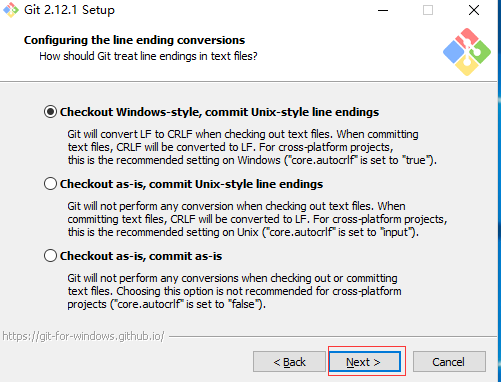 Git 2.12.1 Setup
Configuring the line ending conversions
How should Git treat line endings in text files?
Checkout Windows-style, commit Unix-style line endings
Git will convert LF to CRLF when checking out text files. When committing
text files, CRLF will be converted to LF. For cross-platform projects,
this is the recommended setting on Windows ("core.autocrlf" is set to "true").
Checkout as-is, commit Unix-style line endings
Git will not perform any conversion when checking out text files. When
committing text files, CRLF will be converted to LF. For cross-platform projects,
this is the recommended setting on Unix ("core.autocrlf" is set to "input").
Checkout as-is, commit as-is
Git will not perform any conversions when checking out or committing
text files. Choosing this option is not recommended for cross-platform
projects ("core.autocrlf" is set to "false").
https://git-for-windows.github.io/
< Back
Next >
Cancel